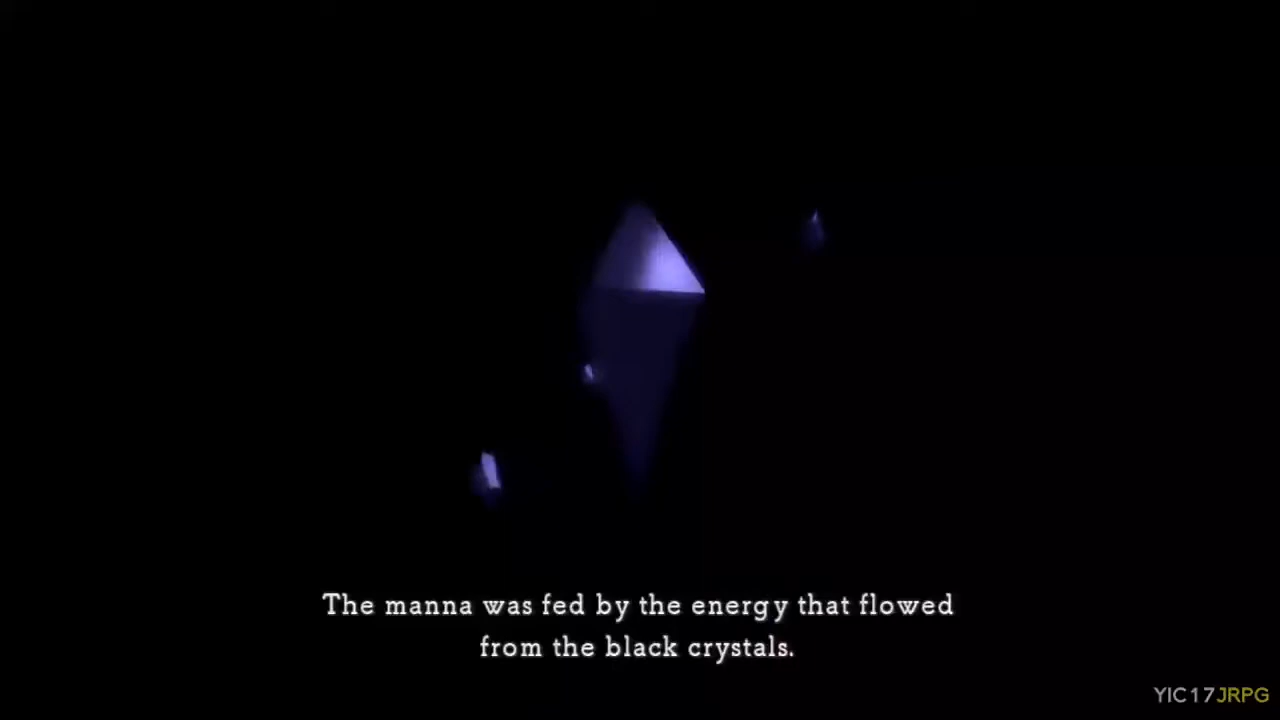 The manna was fed by the energy that flowed
from the black crystals.
YIC17JRPG